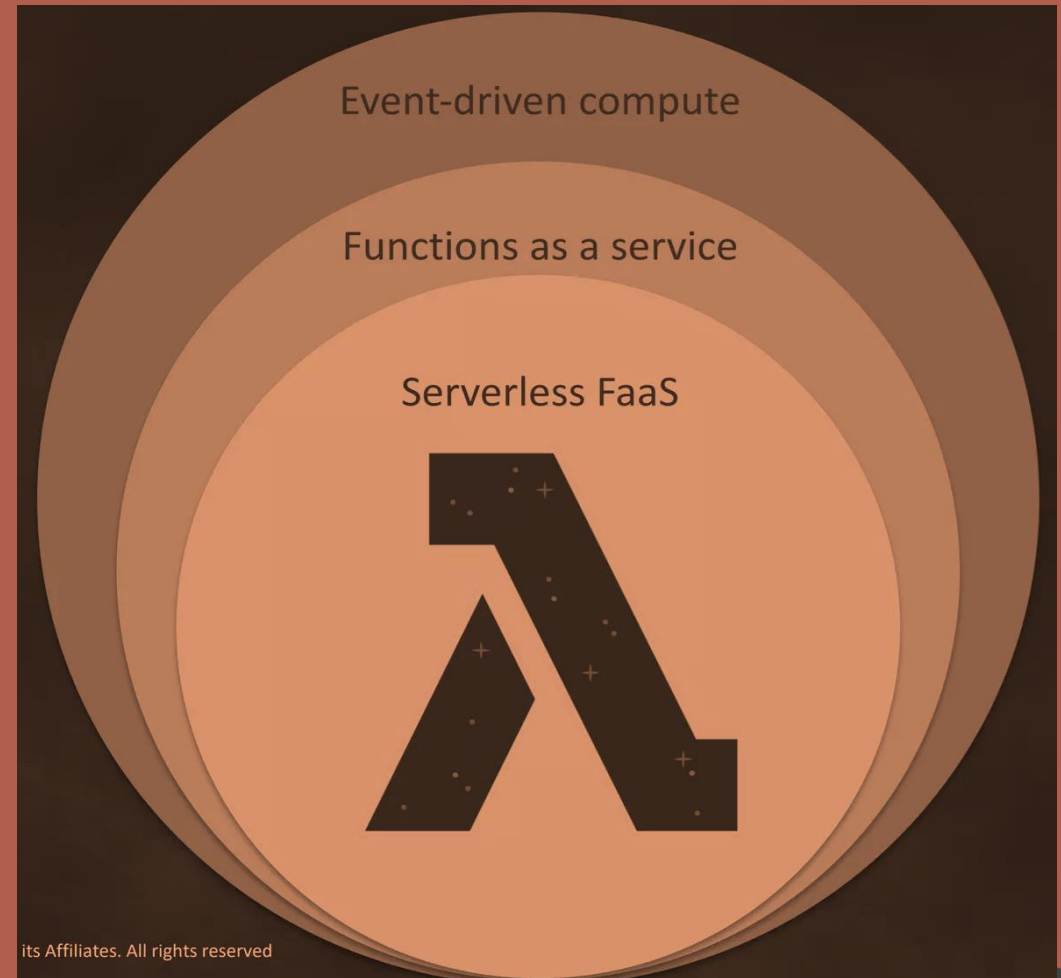 Event-driven compute
Functions as a service
Serverless FaaS
its Affiliates. All rights reserved